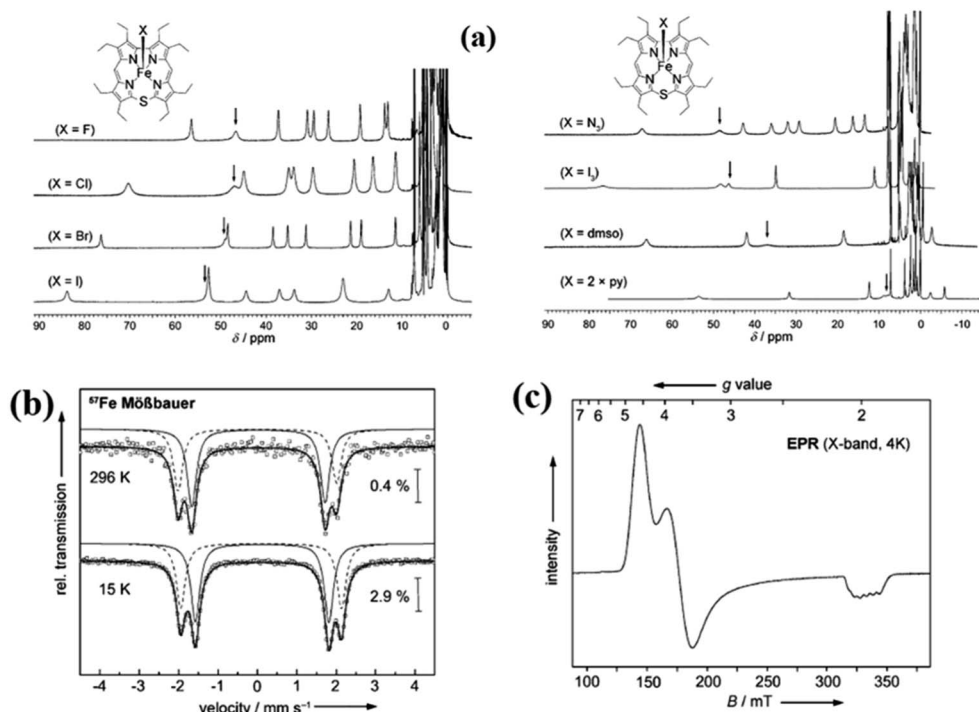 X
N
N
Fe
N
N
S
(a)
X
N
N
Fe
N
N
S
(X = F)
(X = Cl)
(X = Br)
(X = I)
90 80 70 60 50 40 30 20 10 0
δ / ppm
(X = N₃)
(X = I₃)
(X = dmso)
(X = 2 × py)
90 80 70 60 50 40 30 20 10 0 -10
δ / ppm
(b)
⁵⁷Fe Mößbauer
rel. transmission
296 K
0.4 %
15 K
2.9 %
-4 -3 -2 -1 0 1 2 3 4
velocity / mm s⁻¹
(c)
g value
7 6 5 4 3 2
EPR (X-band, 4K)
intensity
100 150 200 250 300 350
B / mT